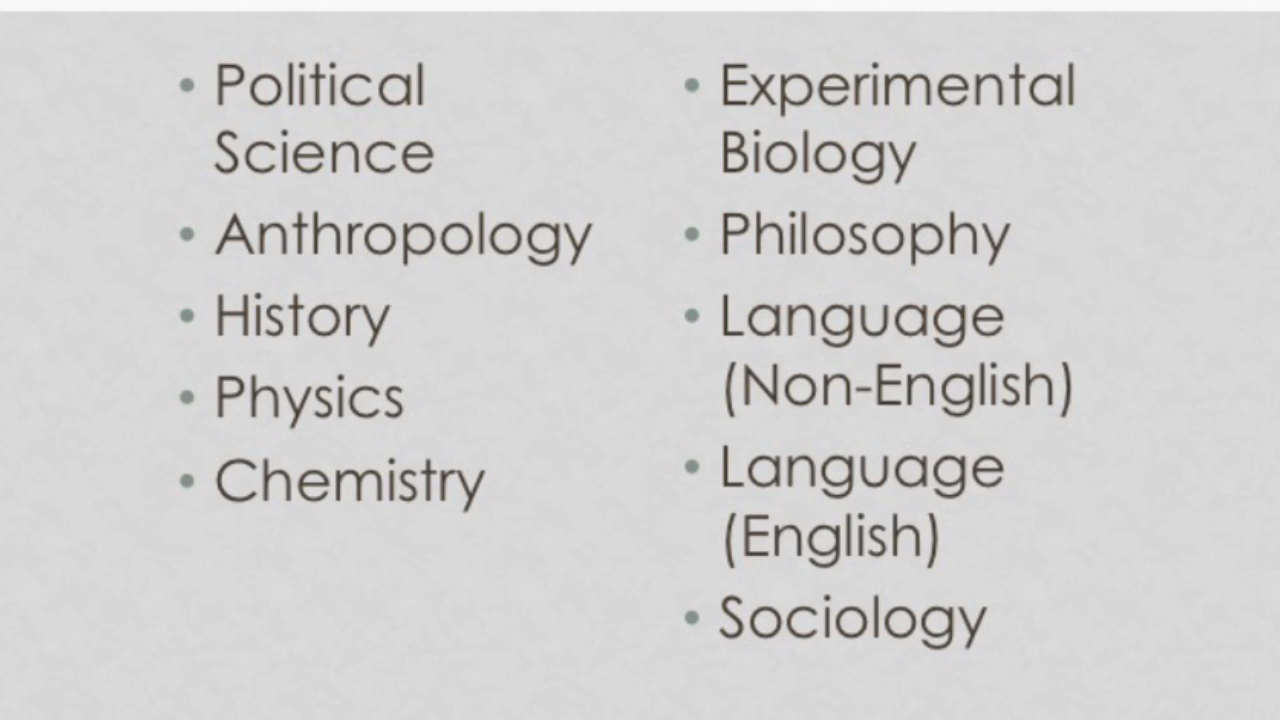 • Political
Science
• Anthropology
• History
• Physics
• Chemistry
• Experimental
Biology
• Philosophy
• Language
(Non-English)
• Language
(English)
• Sociology